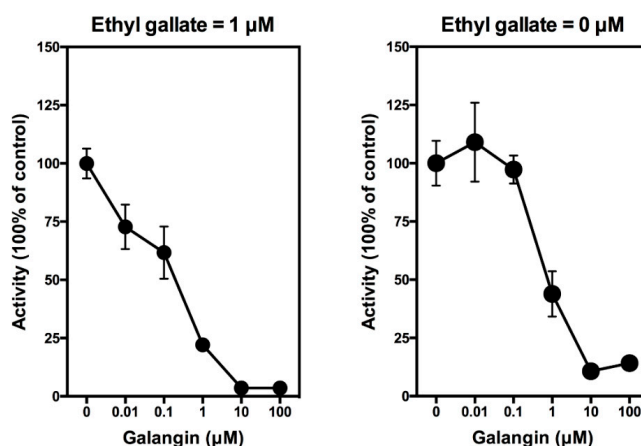 Ethyl gallate = 1 µM
Activity (100% of control)
150
125
100
75
50
25
0
0 0.01 0.1 1 10 100
Galangin (µM)
Ethyl gallate = 0 µM
Activity (100% of control)
150
125
100
75
50
25
0
0 0.01 0.1 1 10 100
Galangin (µM)